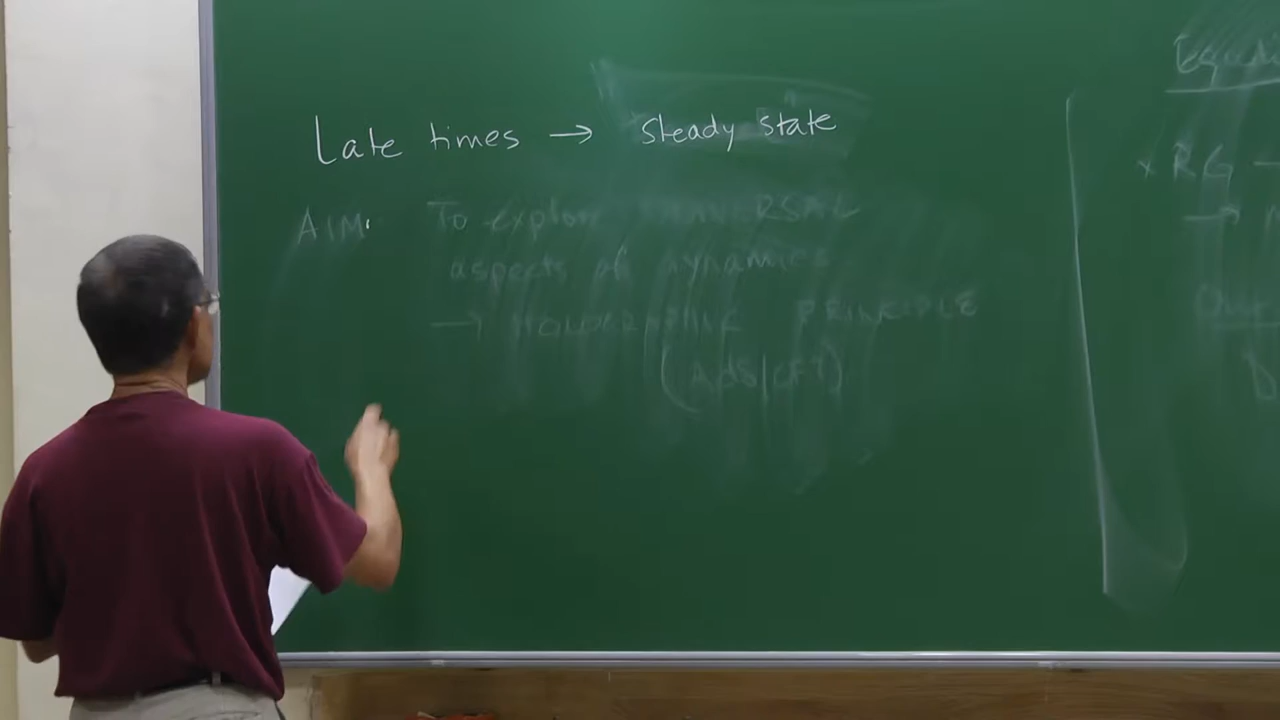 Late times → steady state
AIM: To explore UNIVERSAL
aspects of dynamics
→ HOLOGRAPHIC PRINCIPLE
(AdS/CFT)
x RG →
→